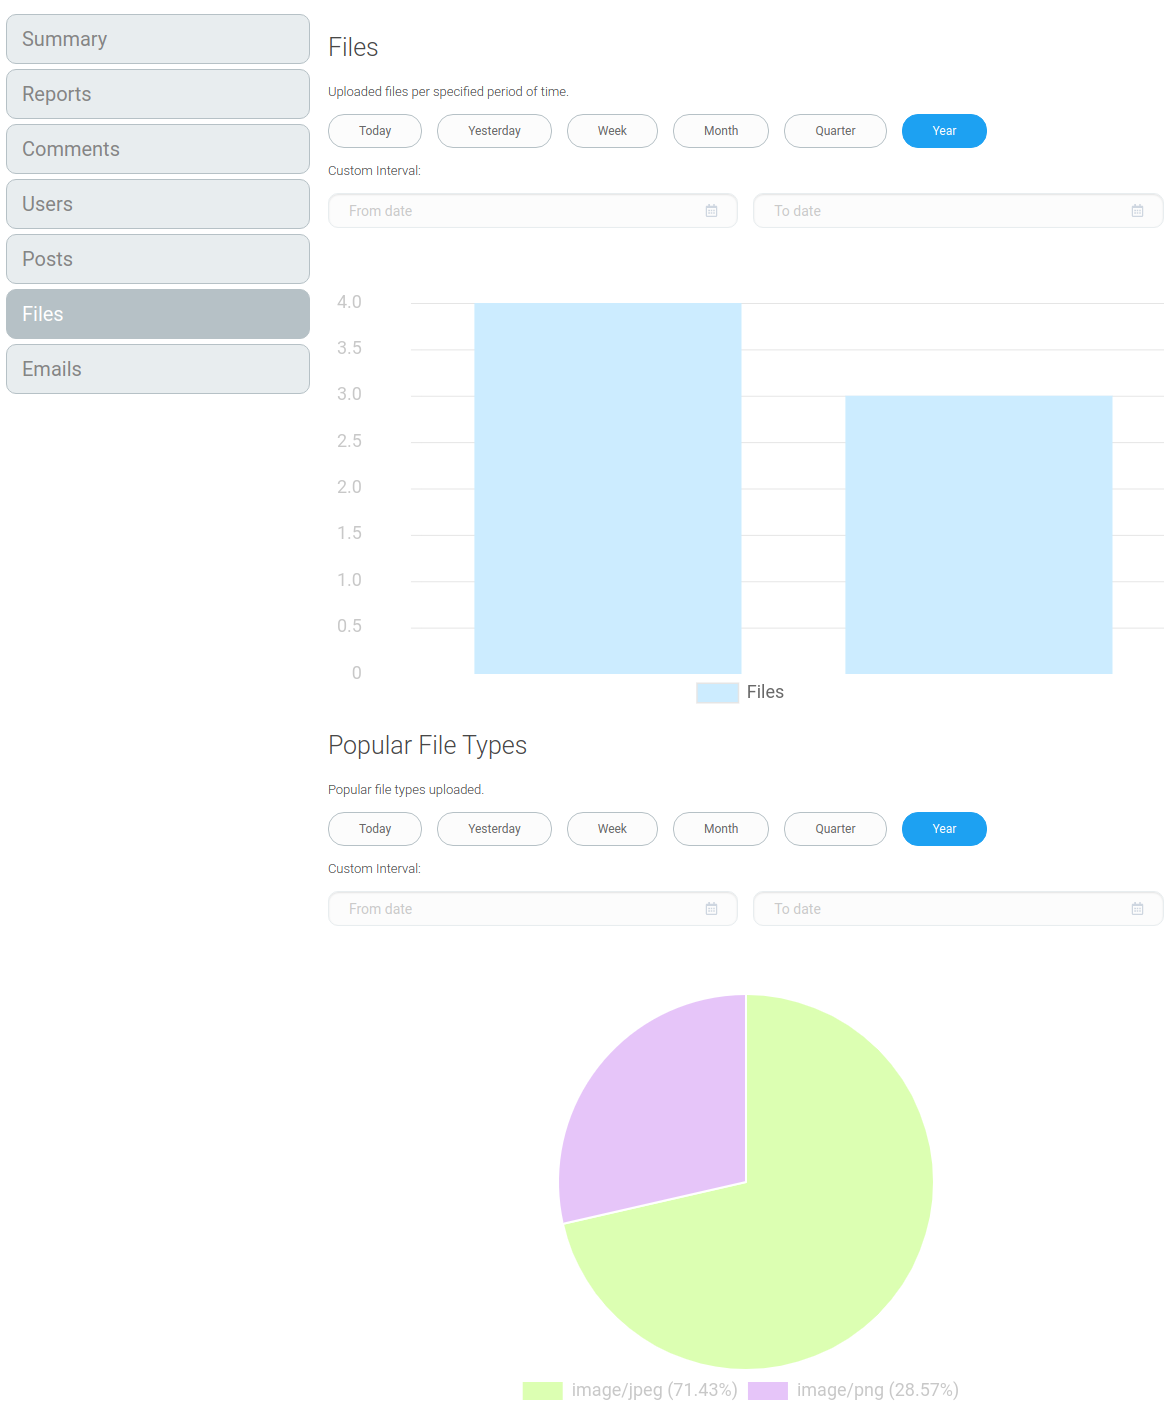 Summary
Reports
Comments
Users
Posts
Files
Emails
Files
Uploaded files per specified period of time.
Today Yesterday Week Month Quarter Year
Custom Interval:
From date To date
4.0
3.5
3.0
2.5
2.0
1.5
1.0
0.5
0
Files
Popular File Types
Popular file types uploaded.
Today Yesterday Week Month Quarter Year
Custom Interval:
From date To date
image/jpeg (71.43%) image/png (28.57%)